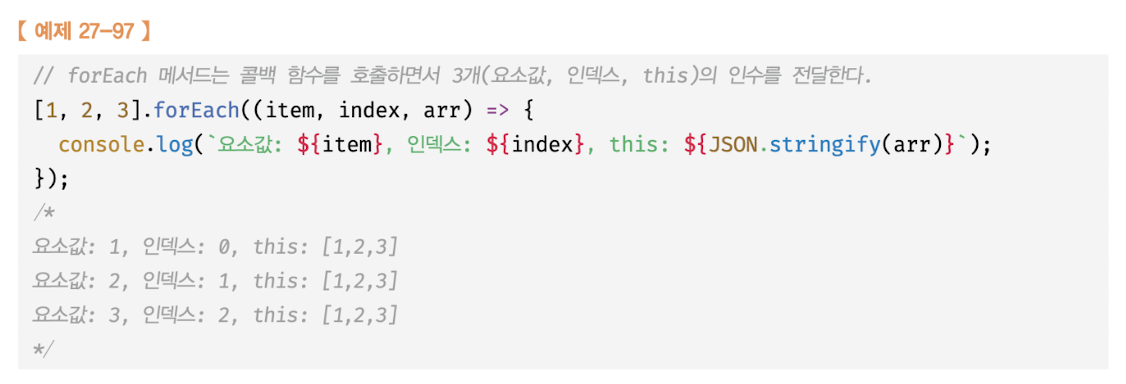 【 예제 27-97 】
// forEach 메서드는 콜백 함수를 호출하면서 3개(요소값, 인덱스, this)의 인수를 전달한다.
[1, 2, 3].forEach((item, index, arr) => {
  console.log(`요소값: ${item}, 인덱스: ${index}, this: ${JSON.stringify(arr)}`);
});
/*
요소값: 1, 인덱스: 0, this: [1,2,3]
요소값: 2, 인덱스: 1, this: [1,2,3]
요소값: 3, 인덱스: 2, this: [1,2,3]
*/